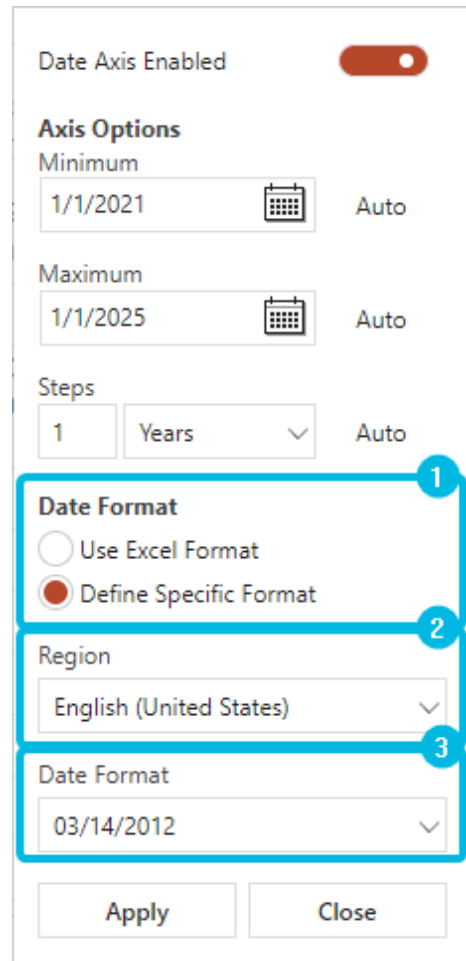 Date Axis Enabled
Axis Options
Minimum
1/1/2021 Auto
Maximum
1/1/2025 Auto
Steps
1 Years Auto
1
Date Format
Use Excel Format
Define Specific Format
2
Region
English (United States)
3
Date Format
03/14/2012
Apply Close